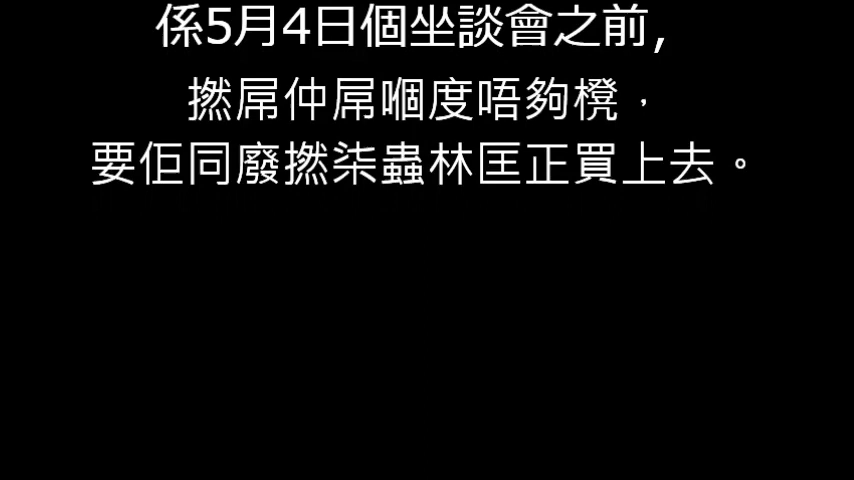 係5月4日個坐談會之前,
撚屌仲屌嗰度唔夠櫈，
要佢同廢撚柒蟲林匡正買上去。